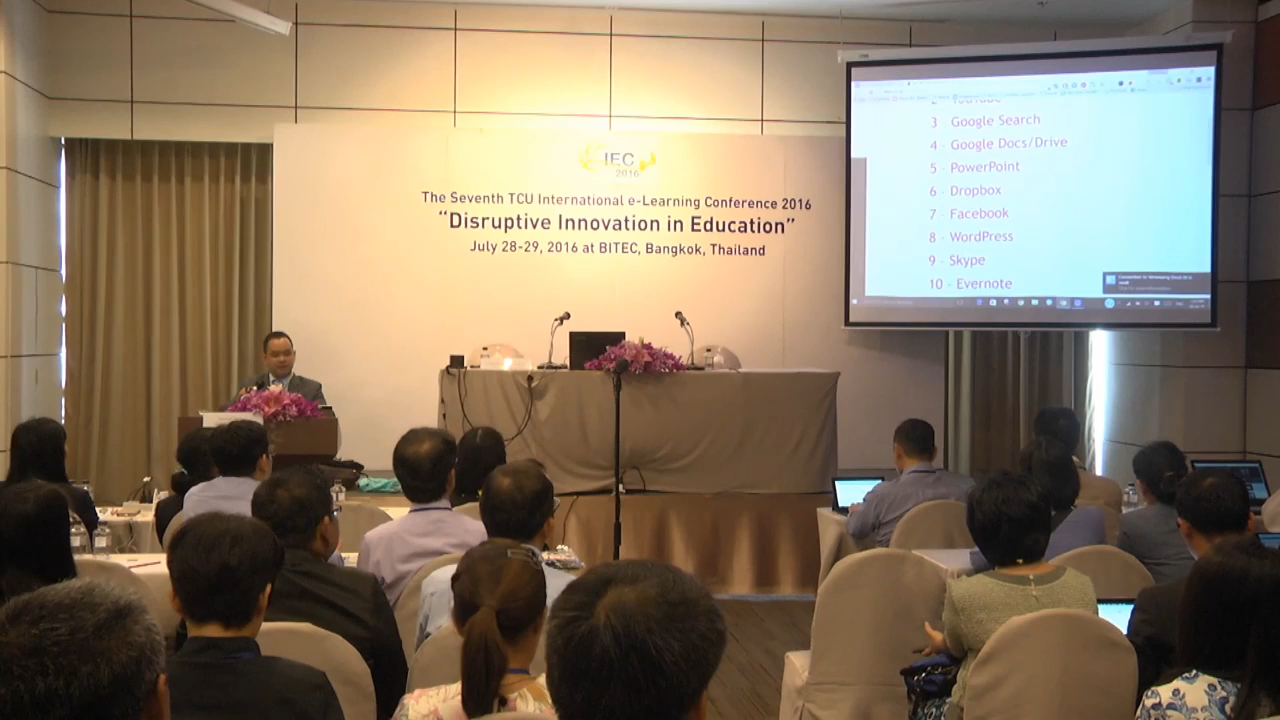 IEC
2016
The Seventh TCU International e-Learning Conference 2016
“Disruptive Innovation in Education”
July 28-29, 2016 at BITEC, Bangkok, Thailand
2 - YouTube
3 - Google Search
4 - Google Docs/Drive
5 - PowerPoint
6 - Dropbox
7 - Facebook
8 - WordPress
9 - Skype
10 - Evernote